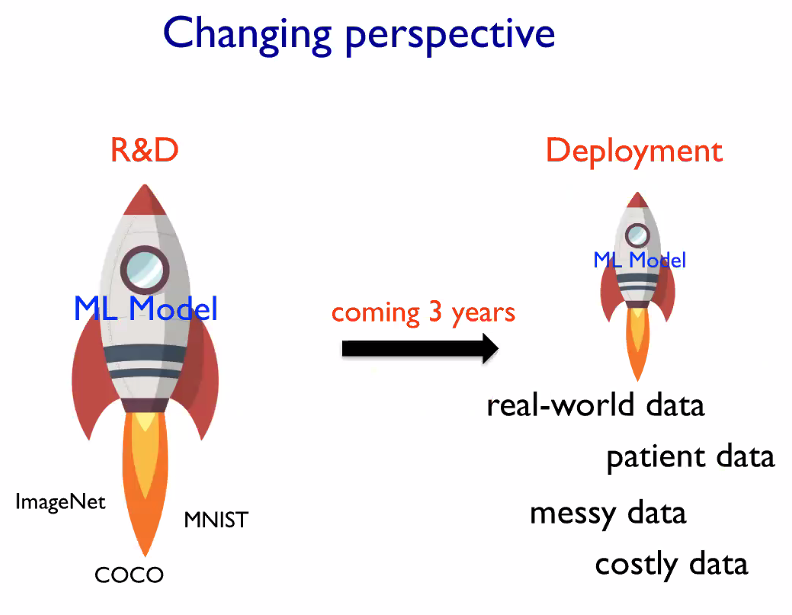 Changing perspective
R&D
Deployment
ML Model
ML Model
coming 3 years
real-world data
patient data
ImageNet
MNIST
messy data
COCO
costly data